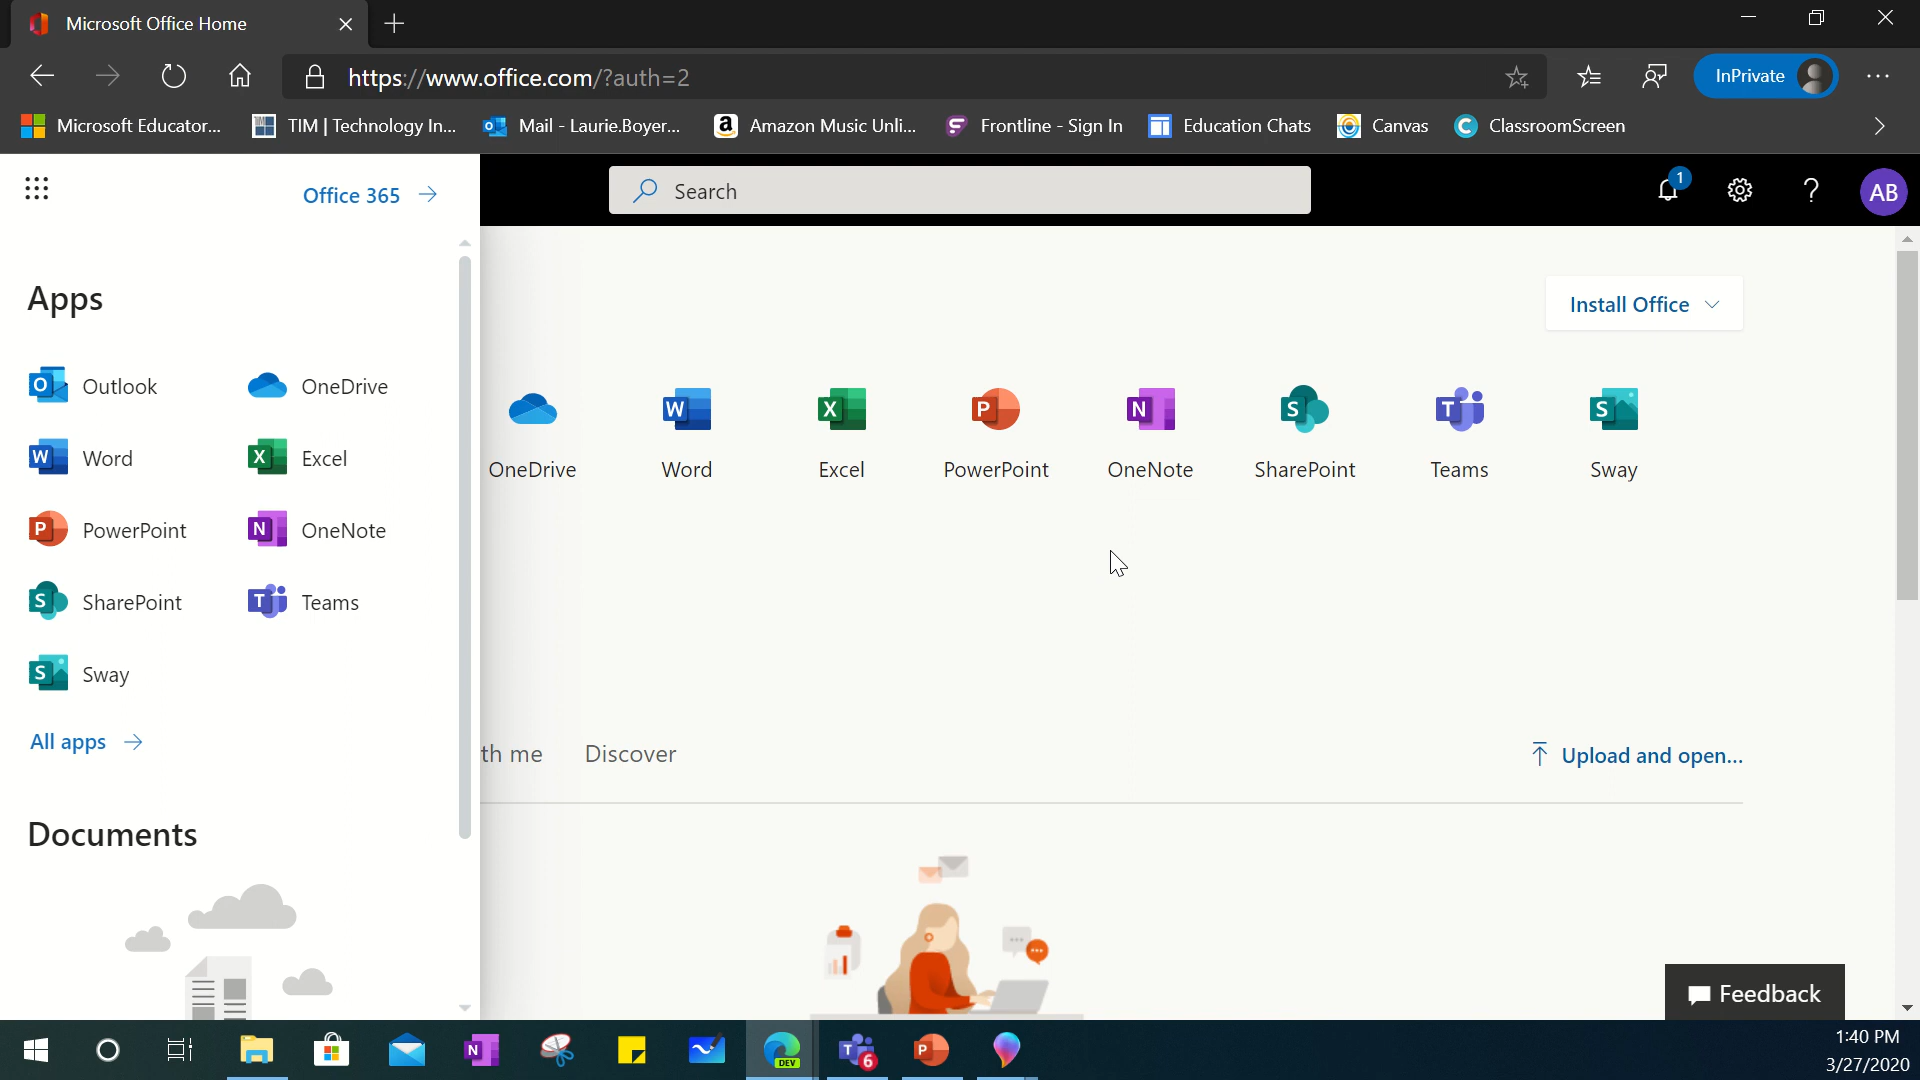 Microsoft Office Home
https://www.office.com/?auth=2
InPrivate
Microsoft Educator...
TIM | Technology In...
Mail - Laurie.Boyer...
Amazon Music Unli...
Frontline - Sign In
Education Chats
Canvas
ClassroomScreen
Office 365
Search
1
AB
Apps
Install Office
Outlook
OneDrive
Word
Excel
PowerPoint
OneNote
SharePoint
Teams
Sway
All apps
OneDrive
Word
Excel
PowerPoint
OneNote
SharePoint
Teams
Sway
th me
Discover
Upload and open...
Documents
Feedback
DEV
6
1:40 PM
3/27/2020